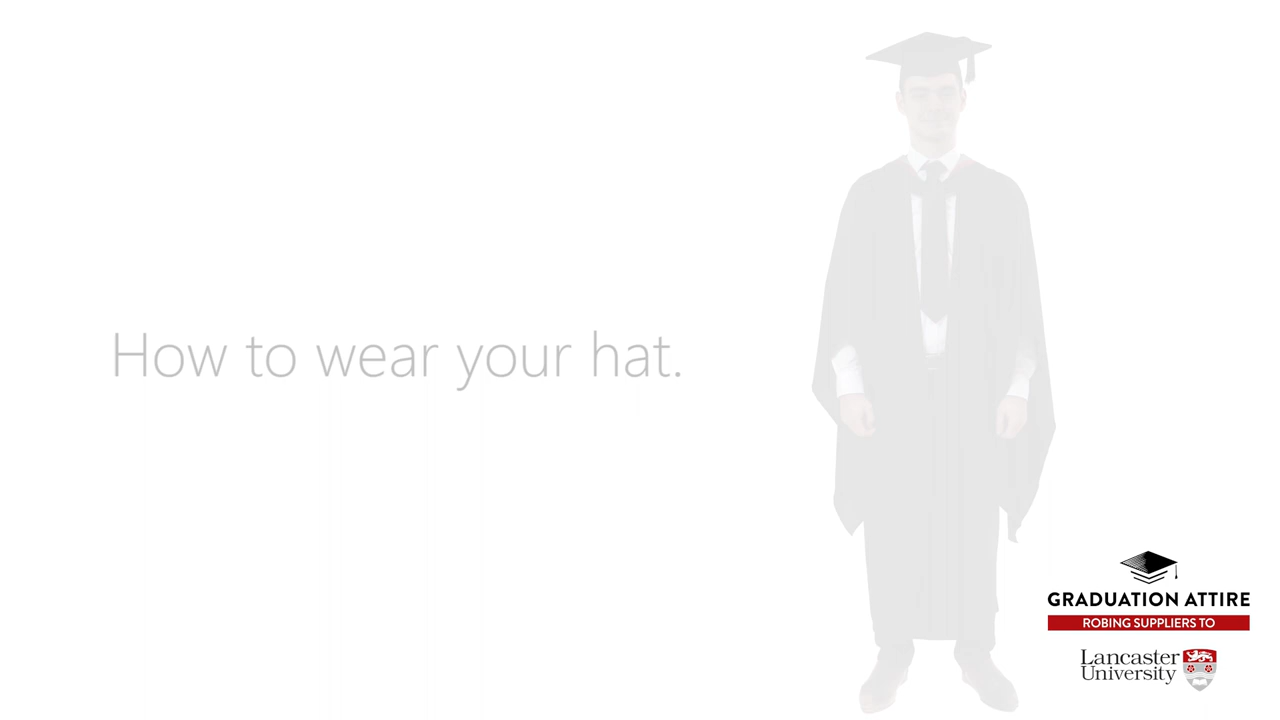 How to wear your hat.
GRADUATION ATTIRE
ROBING SUPPLIERS TO
Lancaster
University